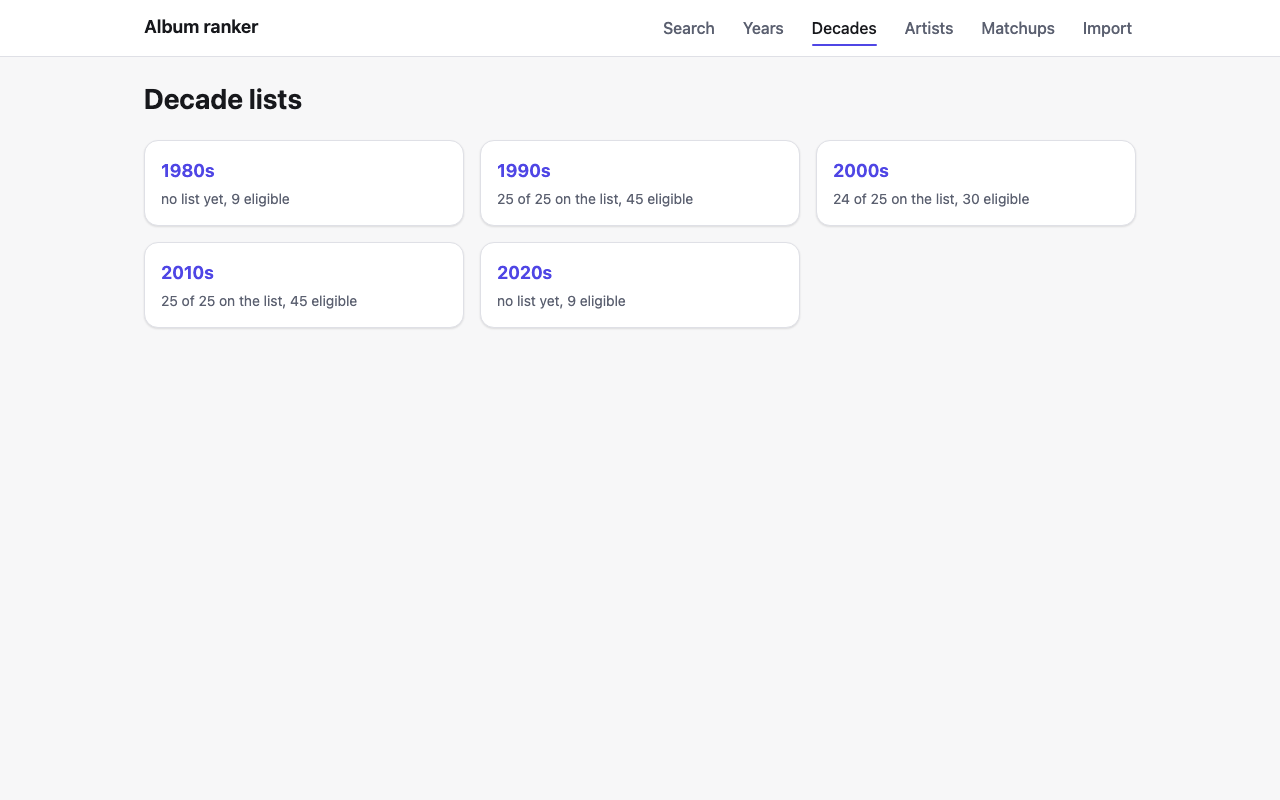 Album ranker
Search Years Decades Artists Matchups Import
Decade lists
1980s
no list yet, 9 eligible
1990s
25 of 25 on the list, 45 eligible
2000s
24 of 25 on the list, 30 eligible
2010s
25 of 25 on the list, 45 eligible
2020s
no list yet, 9 eligible